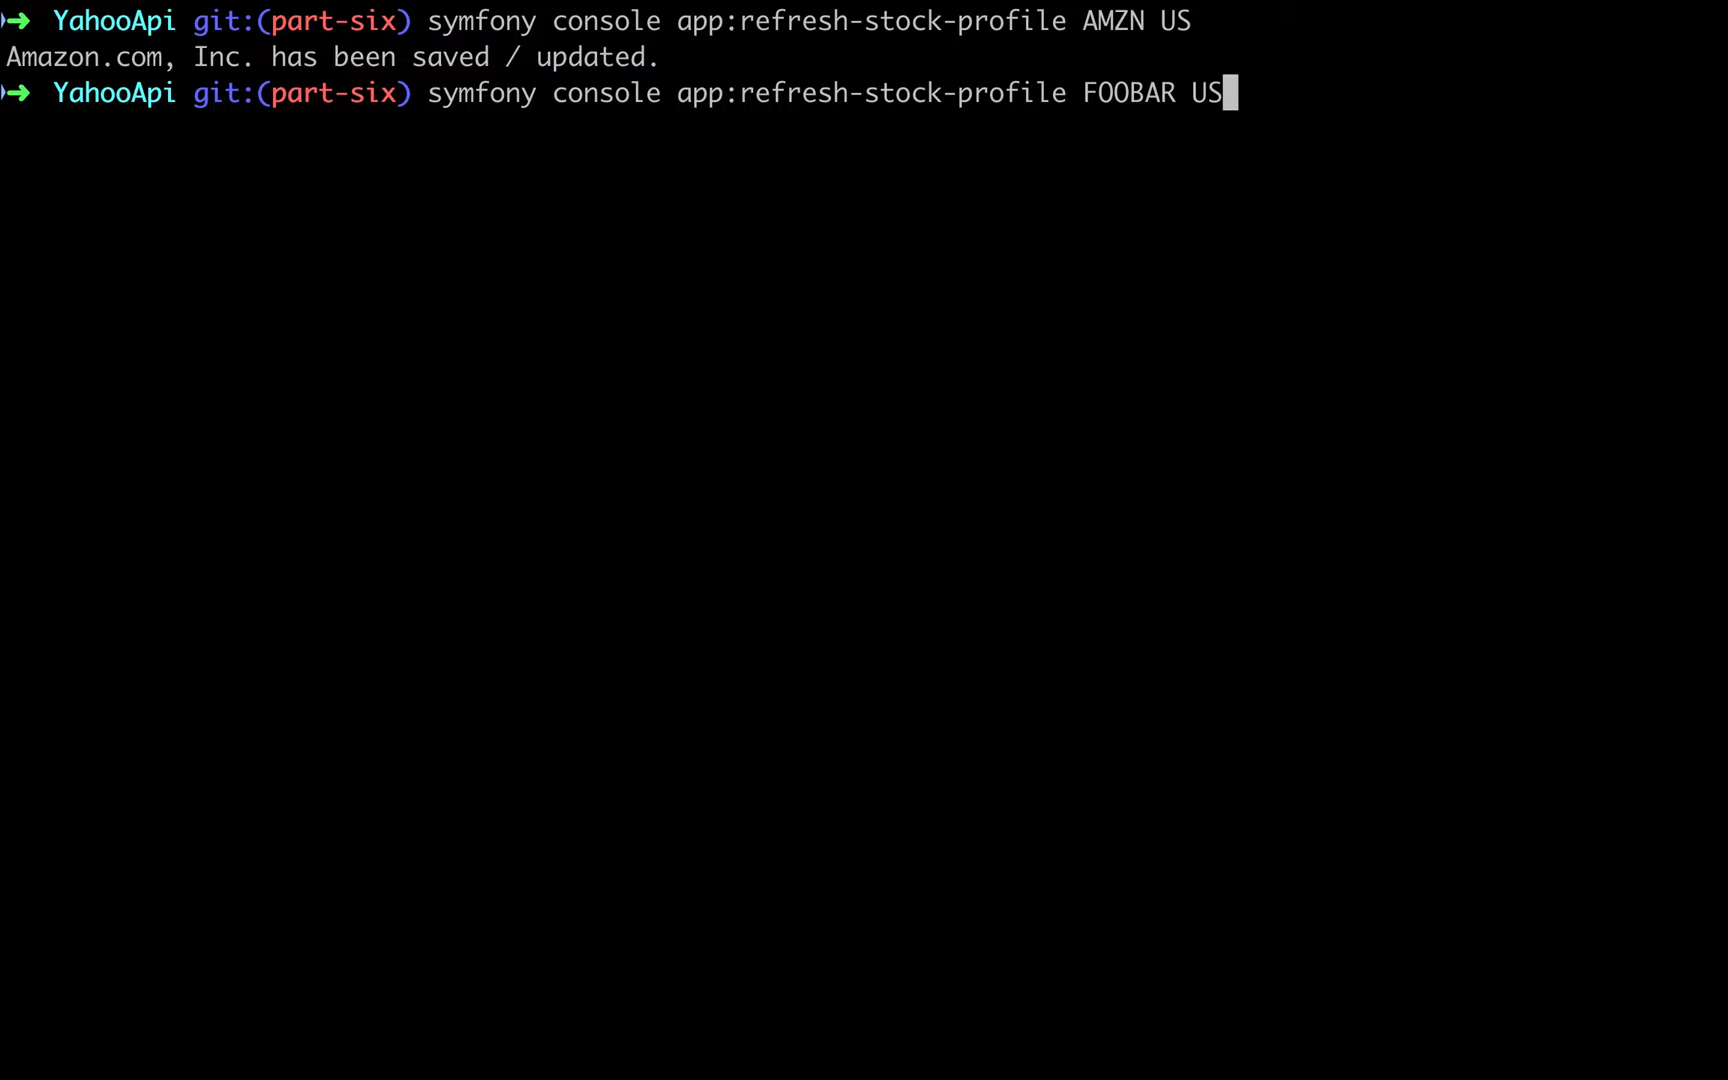 ➜ YahooApi git:(part-six) symfony console app:refresh-stock-profile AMZN US
Amazon.com, Inc. has been saved / updated.
➜ YahooApi git:(part-six) symfony console app:refresh-stock-profile FOOBAR US